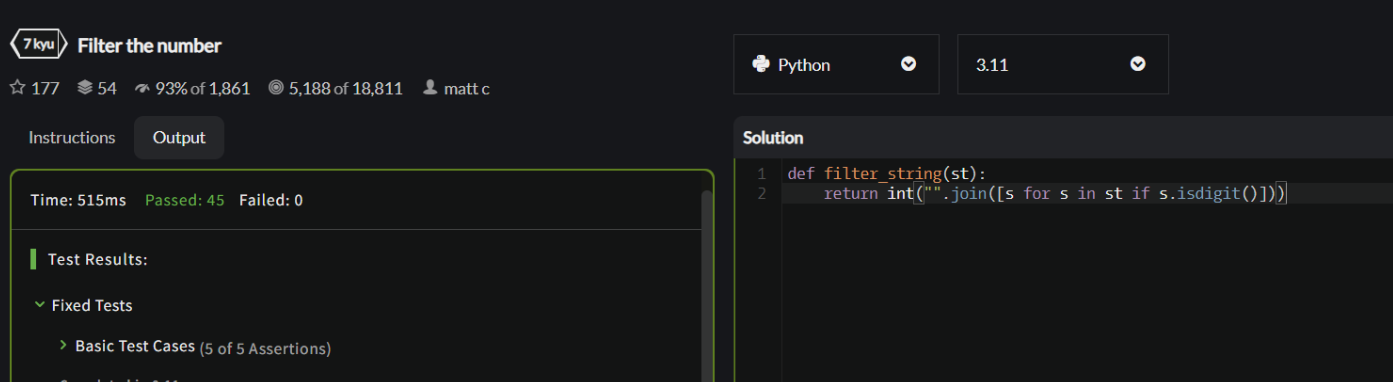 7 kyu Filter the number
177 54 93% of 1,861 5,188 of 18,811 matt c
Python 3.11
Instructions Output
Time: 515ms Passed: 45 Failed: 0
Test Results:
Fixed Tests
Basic Test Cases (5 of 5 Assertions)
Solution
1 def filter_string(st):
2 return int("".join([s for s in st if s.isdigit()]))